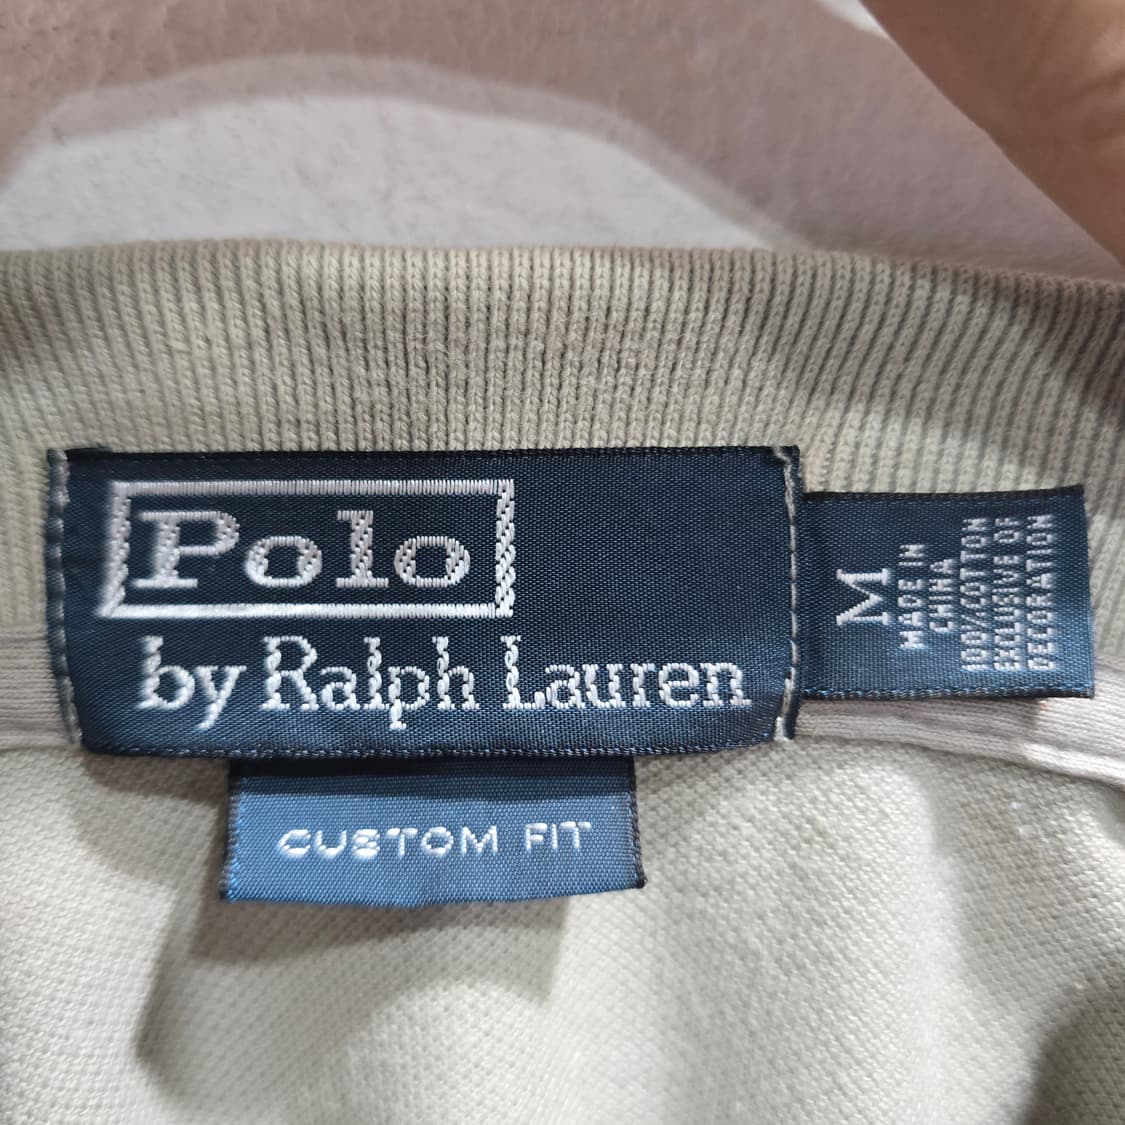 Polo
by Ralph Lauren
CUSTOM FIT
M
MADE IN
CHINA
100%COTTON
EXCLUSIVE OF
DECORATION